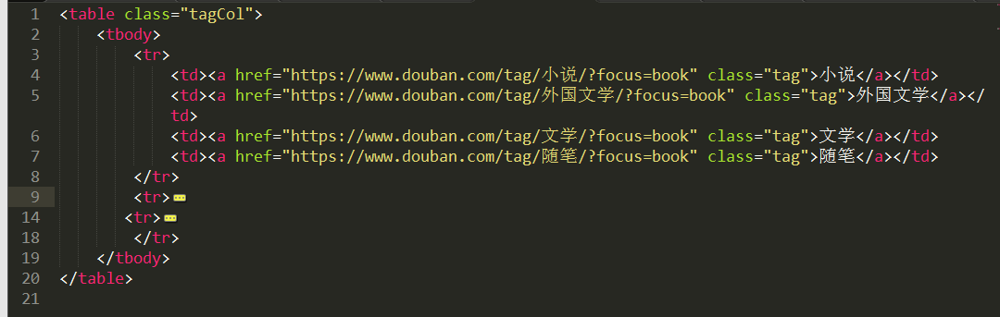 1 <table class="tagCol">
2 <tbody>
3 <tr>
4 <td><a href="https://www.douban.com/tag/小说/?focus=book" class="tag">小说</a></td>
5 <td><a href="https://www.douban.com/tag/外国文学/?focus=book" class="tag">外国文学</a></
td>
6 <td><a href="https://www.douban.com/tag/文学/?focus=book" class="tag">文学</a></td>
7 <td><a href="https://www.douban.com/tag/随笔/?focus=book" class="tag">随笔</a></td>
8 </tr>
9 <tr>
14 <tr>
18 </tr>
19 </tbody>
20 </table>
21